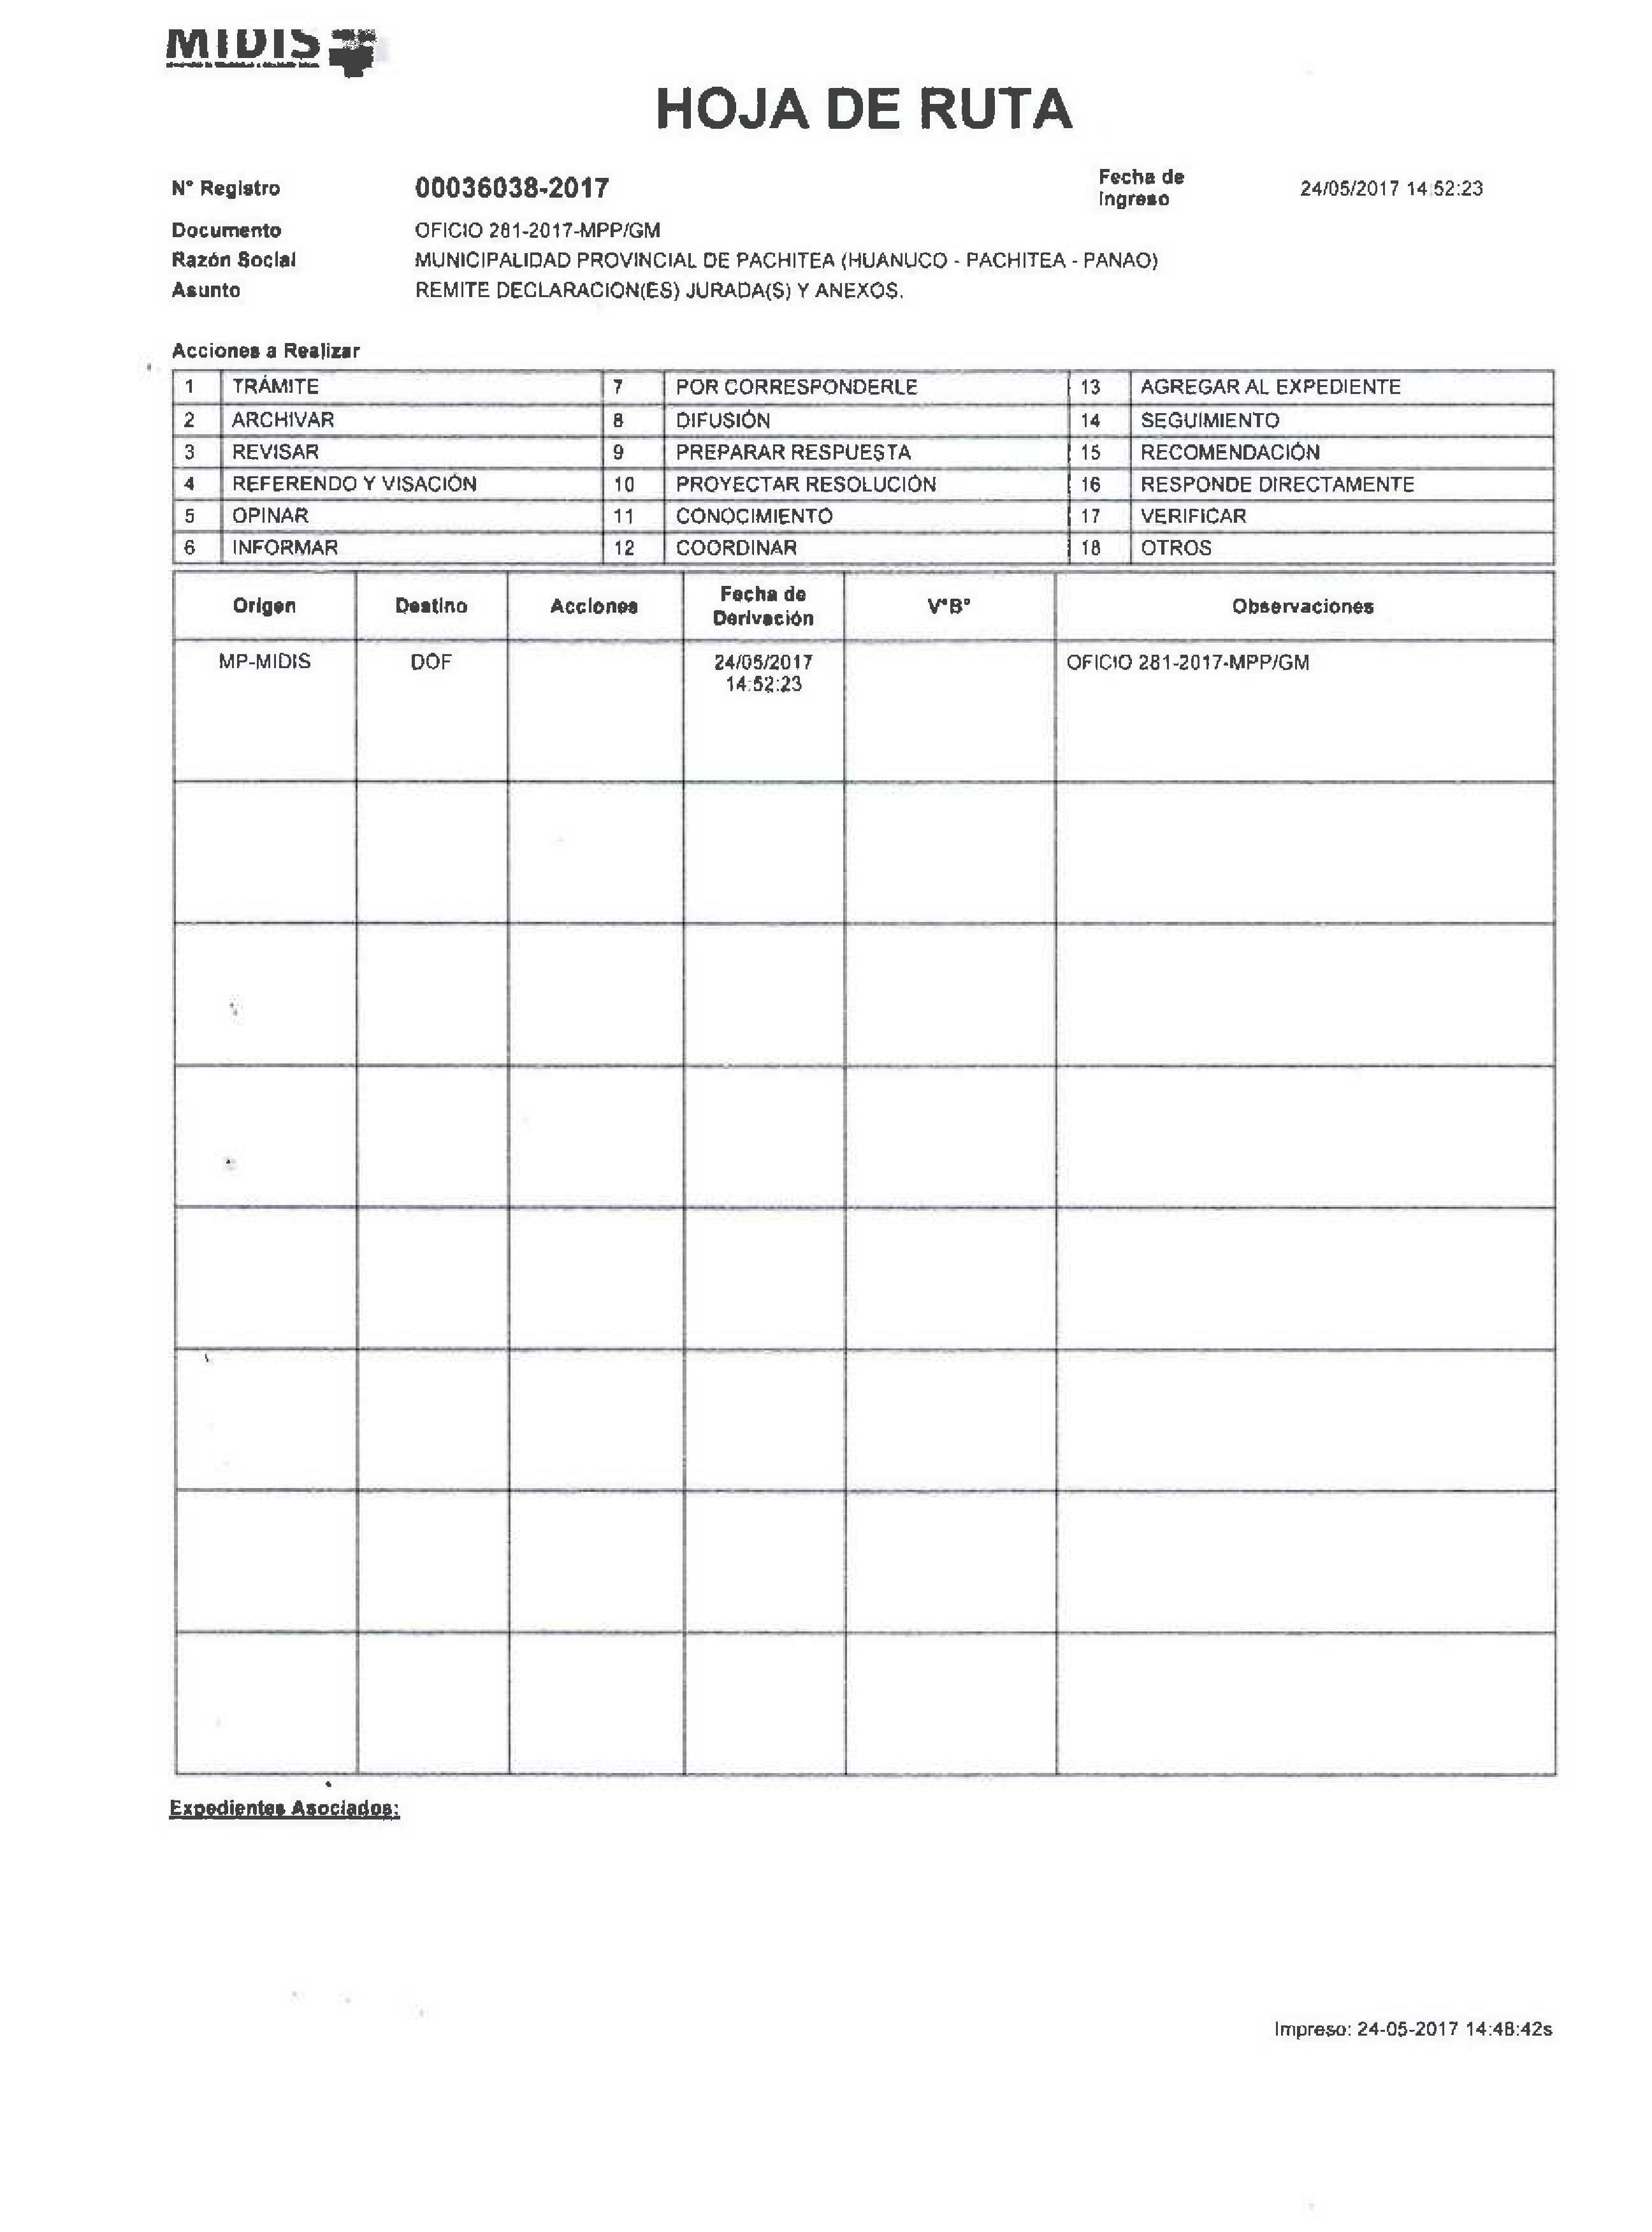 MIDIS
HOJA DE RUTA
N° Registro 00036038-2017 Fecha de Ingreso 24/05/2017 14:52:23
Documento OFICIO 281-2017-MPP/GM
Razón Social MUNICIPALIDAD PROVINCIAL DE PACHITEA (HUANUCO - PACHITEA - PANAO)
Asunto REMITE DECLARACION(ES) JURADA(S) Y ANEXOS.
Acciones a Realizar
1 TRÁMITE 7 POR CORRESPONDERLE 13 AGREGAR AL EXPEDIENTE
2 ARCHIVAR 8 DIFUSIÓN 14 SEGUIMIENTO
3 REVISAR 9 PREPARAR RESPUESTA 15 RECOMENDACIÓN
4 REFERENDO Y VISACIÓN 10 PROYECTAR RESOLUCIÓN 16 RESPONDE DIRECTAMENTE
5 OPINAR 11 CONOCIMIENTO 17 VERIFICAR
6 INFORMAR 12 COORDINAR 18 OTROS
Origen Destino Acciones Fecha de Derivación V°B° Observaciones
MP-MIDIS DOF 24/05/2017 14:52:23 OFICIO 281-2017-MPP/GM
Expedientes Asociados:
Impreso: 24-05-2017 14:48:42s